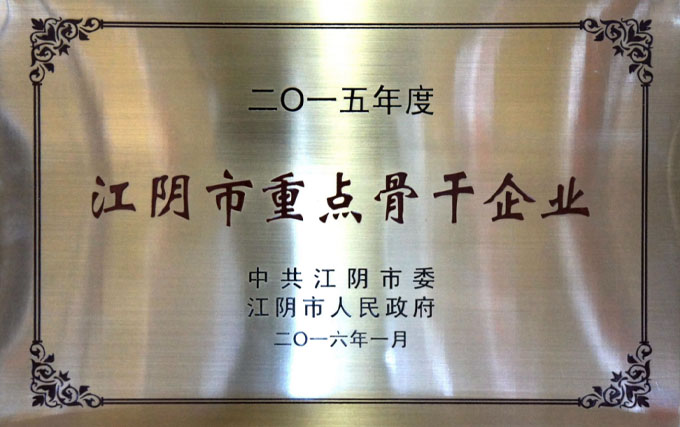 二〇一五年度
江阴市重点骨干企业
中共江阴市委
江阴市人民政府
二〇一六年一月